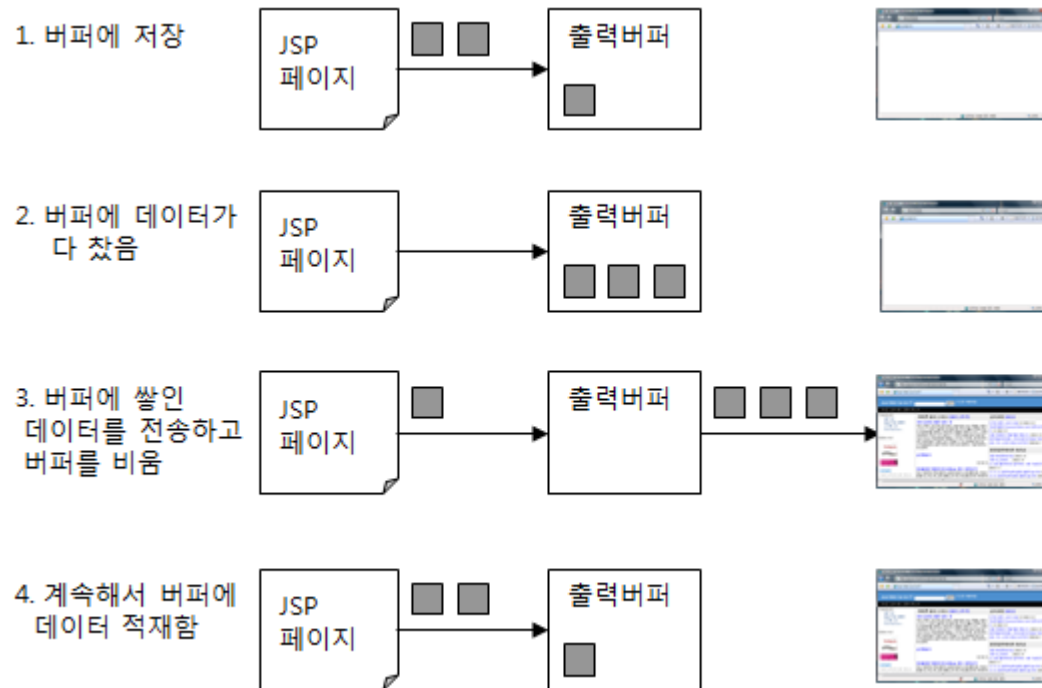 1. 버퍼에 저장
JSP
페이지
출력버퍼
2. 버퍼에 데이터가
다 찼음
JSP
페이지
출력버퍼
3. 버퍼에 쌓인
데이터를 전송하고
버퍼를 비움
JSP
페이지
출력버퍼
4. 계속해서 버퍼에
데이터 적재함
JSP
페이지
출력버퍼